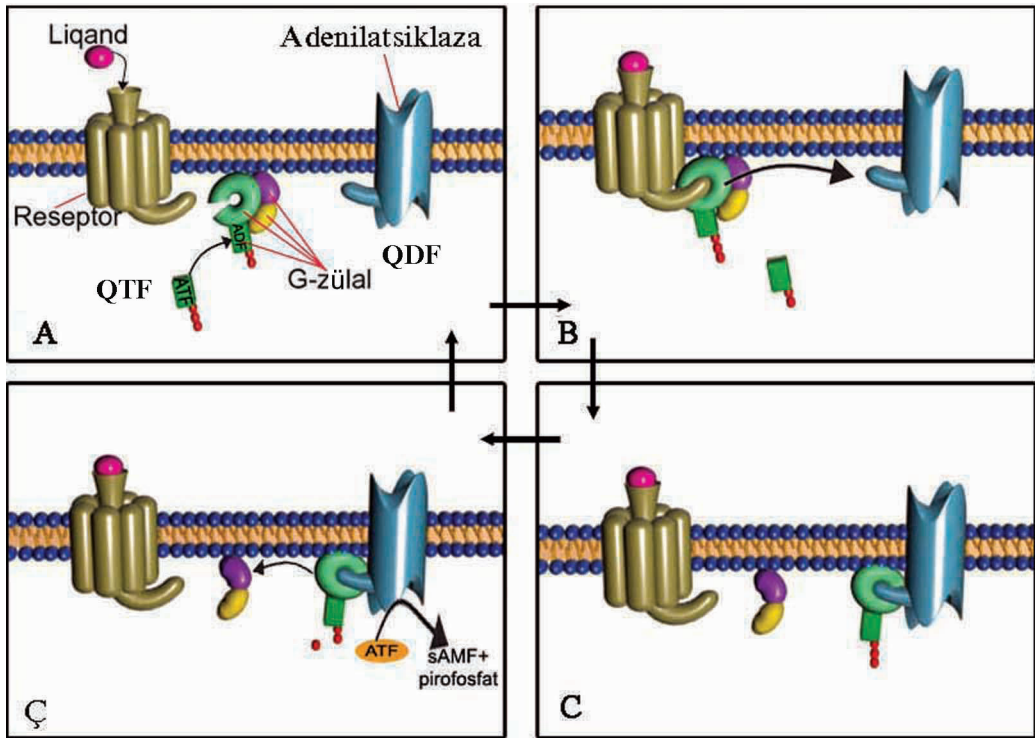 Liqand
Adenilatsiklaza
Reseptor
ADF
G-zülal
QDF
QTF
ATF
A
B
Ç
ATF
sAMF+
pirofosfat
C